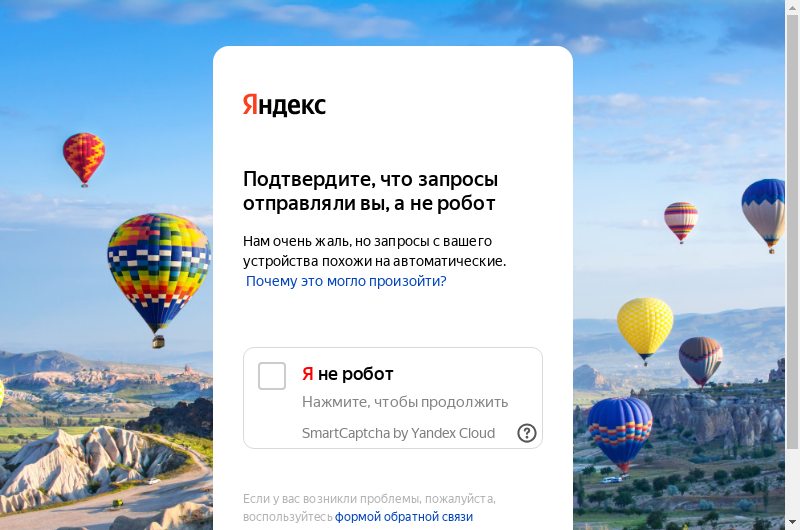 Яндекс
Подтвердите, что запросы
отправляли вы, а не робот
Нам очень жаль, но запросы с вашего
устройства похожи на автоматические.
Почему это могло произойти?
Я не робот
Нажмите, чтобы продолжить
SmartCaptcha by Yandex Cloud
?
Если у вас возникли проблемы, пожалуйста,
воспользуйтесь формой обратной связи